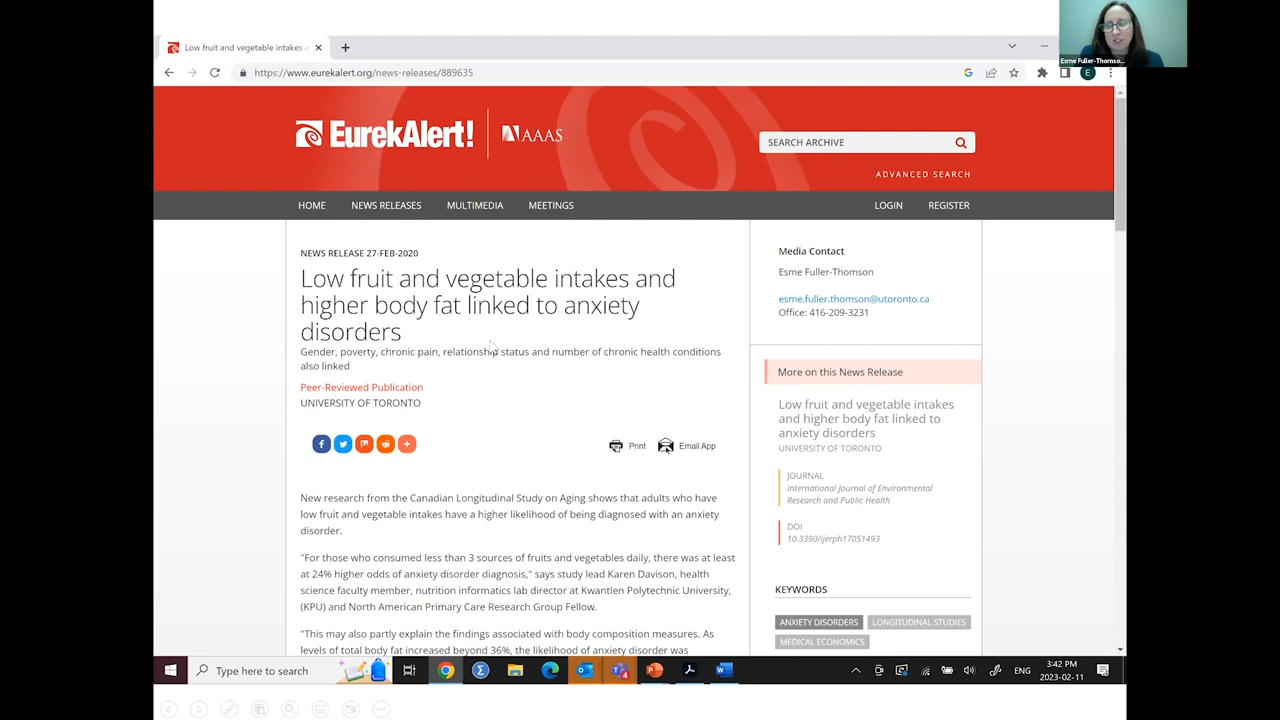 Low fruit and vegetable intakes
https://www.eurekalert.org/news-releases/889635
E
Esme Fuller-Thomso...
EurekAlert!
AAAS
SEARCH ARCHIVE
ADVANCED SEARCH
HOME NEWS RELEASES MULTIMEDIA MEETINGS LOGIN REGISTER
NEWS RELEASE 27-FEB-2020
Low fruit and vegetable intakes and
higher body fat linked to anxiety
disorders
Gender, poverty, chronic pain, relationship status and number of chronic health conditions
also linked
Peer-Reviewed Publication
UNIVERSITY OF TORONTO
Print Email App
New research from the Canadian Longitudinal Study on Aging shows that adults who have
low fruit and vegetable intakes have a higher likelihood of being diagnosed with an anxiety
disorder.
"For those who consumed less than 3 sources of fruits and vegetables daily, there was at least
at 24% higher odds of anxiety disorder diagnosis," says study lead Karen Davison, health
science faculty member, nutrition informatics lab director at Kwantlen Polytechnic University,
(KPU) and North American Primary Care Research Group Fellow.
"This may also partly explain the findings associated with body composition measures. As
levels of total body fat increased beyond 36%, the likelihood of anxiety disorder was
Media Contact
Esme Fuller-Thomson
esme.fuller.thomson@utoronto.ca
Office: 416-209-3231
More on this News Release
Low fruit and vegetable intakes
and higher body fat linked to
anxiety disorders
UNIVERSITY OF TORONTO
JOURNAL
International Journal of Environmental
Research and Public Health
DOI
10.3390/ijerph17051493
KEYWORDS
ANXIETY DISORDERS LONGITUDINAL STUDIES
MEDICAL ECONOMICS
Type here to search
ENG
3:42 PM
2023-02-11